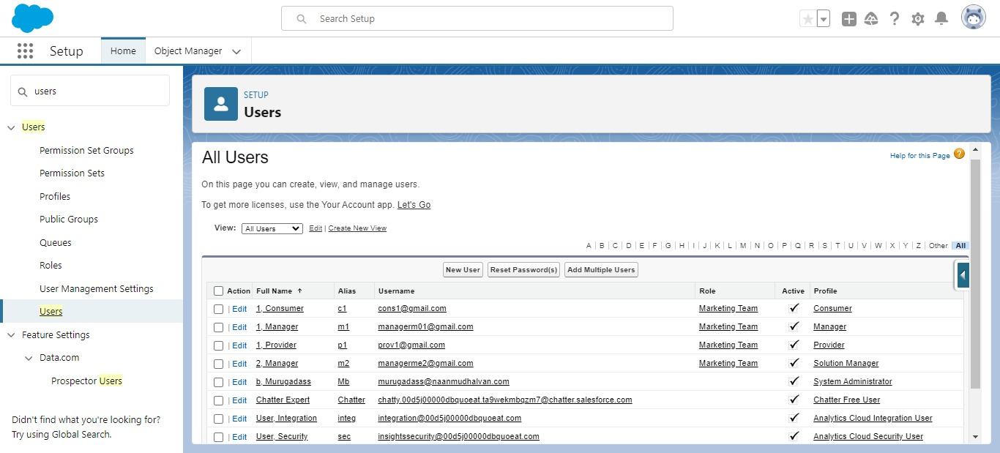 Search Setup
Setup Home Object Manager
users
Users
Permission Set Groups
Permission Sets
Profiles
Public Groups
Queues
Roles
User Management Settings
Users
Feature Settings
Data.com
Prospector Users
Didn't find what you're looking for?
Try using Global Search.
SETUP
Users
All Users
Help for this Page ?
On this page you can create, view, and manage users.
To get more licenses, use the Your Account app. Let's Go
View: All Users Edit | Create New View
A | B | C | D | E | F | G | H | I | J | K | L | M | N | O | P | Q | R | S | T | U | V | W | X | Y | Z | Other | All
New User Reset Password(s) Add Multiple Users
Action Full Name ↑ Alias Username Role Active Profile
| Edit 1, Consumer c1 cons1@gmail.com Marketing Team ✓ Consumer
| Edit 1, Manager m1 managerm01@gmail.com Marketing Team ✓ Manager
| Edit 1, Provider p1 prov1@gmail.com Marketing Team ✓ Provider
| Edit 2, Manager m2 managerme2@gmail.com Marketing Team ✓ Solution Manager
| Edit b, Murugadass Mb murugadass@naanmudhalvan.com ✓ System Administrator
| Edit Chatter Expert Chatter chatty.00d5j00000dbquoeat.ta9wekmbqzm7@chatter.salesforce.com ✓ Chatter Free User
| Edit User, Integration integ integration@00d5j00000dbquoeat.com ✓ Analytics Cloud Integration User
| Edit User, Security sec insightssecurity@00d5j00000dbquoeat.com ✓ Analytics Cloud Security User